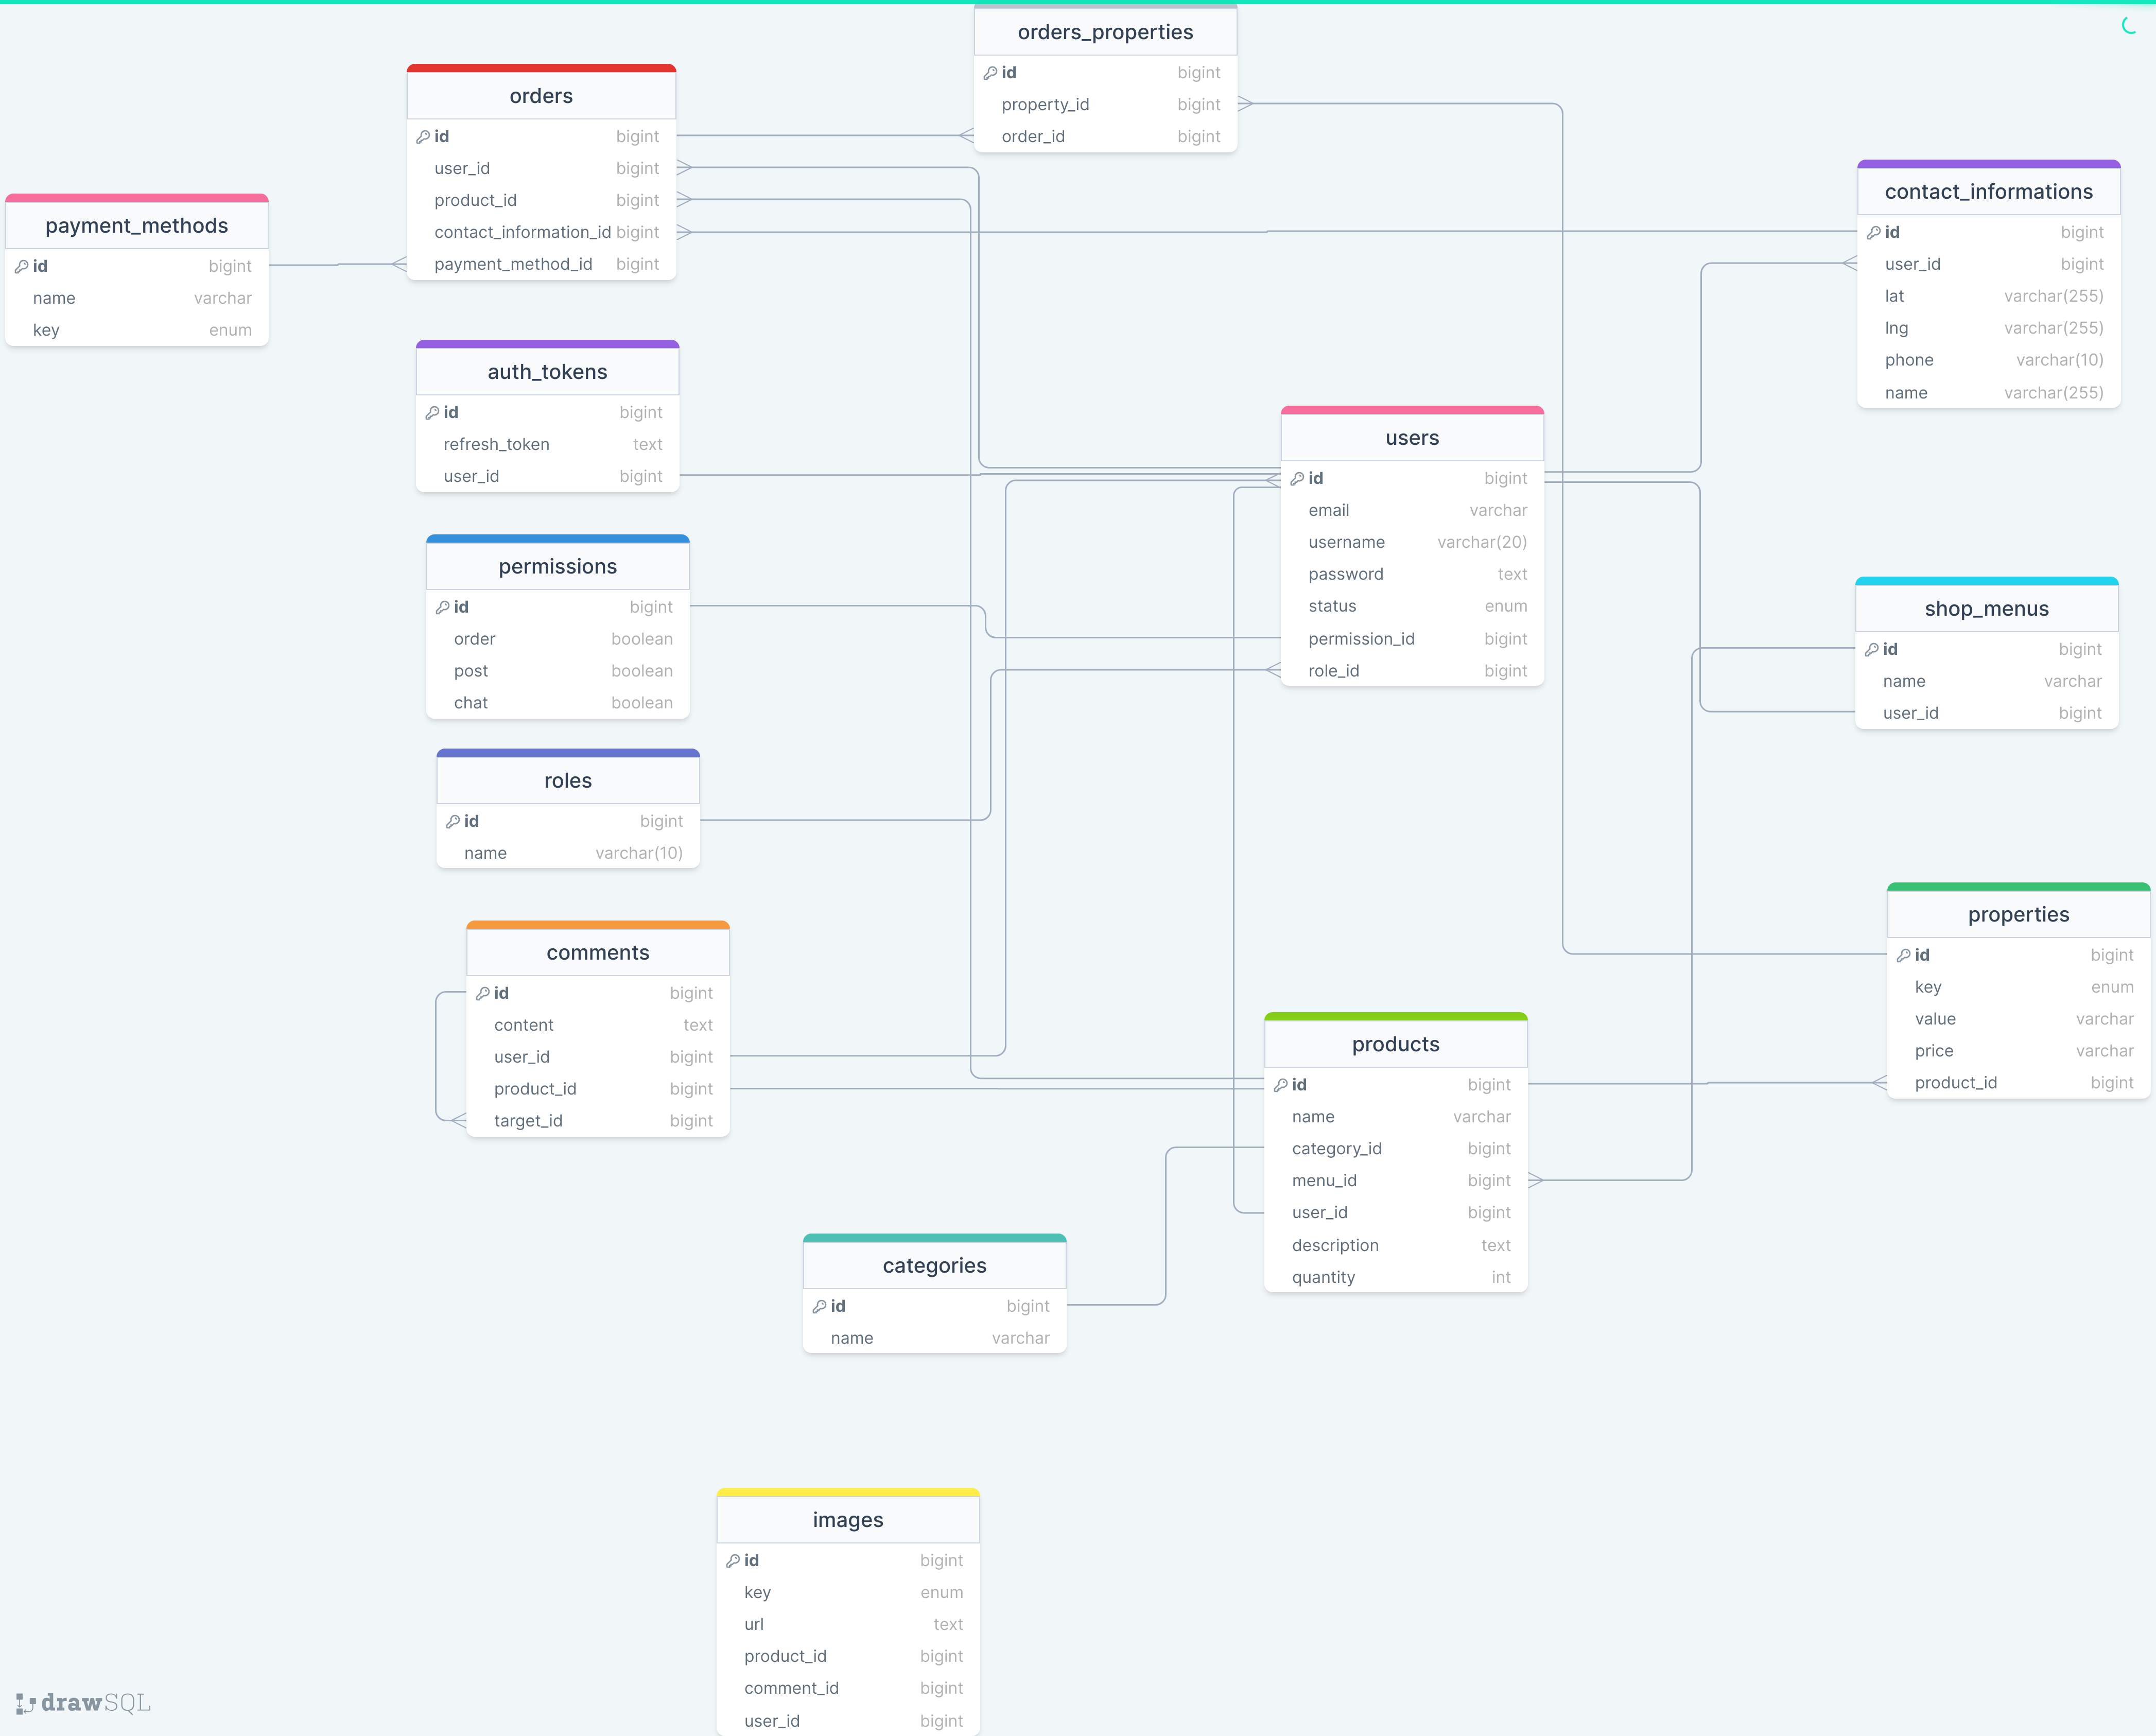 orders_properties
id bigint
property_id bigint
order_id bigint
orders
id bigint
user_id bigint
product_id bigint
contact_information_id bigint
payment_method_id bigint
contact_informations
id bigint
user_id bigint
lat varchar(255)
lng varchar(255)
phone varchar(10)
name varchar(255)
payment_methods
id bigint
name varchar
key enum
auth_tokens
id bigint
refresh_token text
user_id bigint
users
id bigint
email varchar
username varchar(20)
password text
status enum
permission_id bigint
role_id bigint
permissions
id bigint
order boolean
post boolean
chat boolean
shop_menus
id bigint
name varchar
user_id bigint
roles
id bigint
name varchar(10)
properties
id bigint
key enum
value varchar
price varchar
product_id bigint
comments
id bigint
content text
user_id bigint
product_id bigint
target_id bigint
products
id bigint
name varchar
category_id bigint
menu_id bigint
user_id bigint
description text
quantity int
categories
id bigint
name varchar
images
id bigint
key enum
url text
product_id bigint
comment_id bigint
user_id bigint
drawSQL